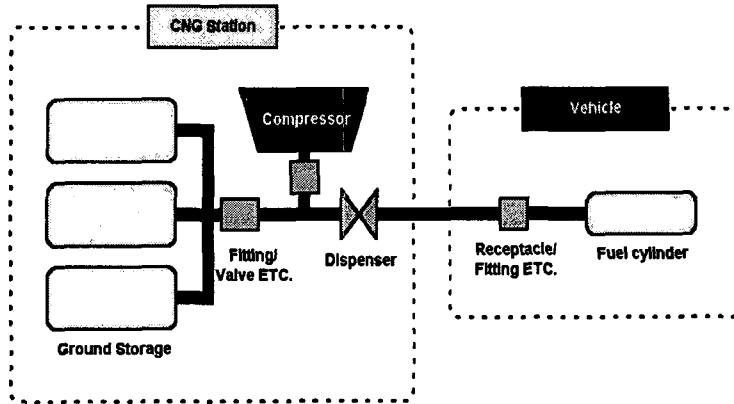 CNG Station
Compressor
Vehicle
Fitting/
Valve ETC.
Dispenser
Receptacle/
Fitting ETC.
Fuel cylinder
Ground Storage